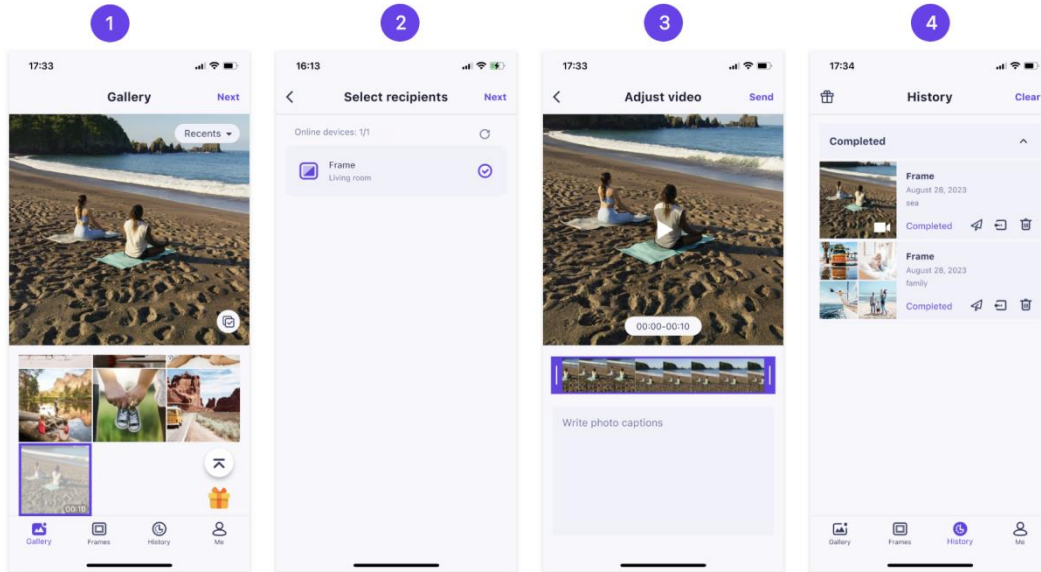 1
17:33
Gallery
Next
Recents
00:10
Gallery
Frames
History
Me
2
16:13
Select recipients
Next
Online devices: 1/1
Frame
Living room
3
17:33
Adjust video
Send
00:00-00:10
Write photo captions
4
17:34
History
Clear
Completed
Frame
August 28, 2023
sea
Completed
Frame
August 28, 2023
family
Completed
Gallery
Frames
History
Me